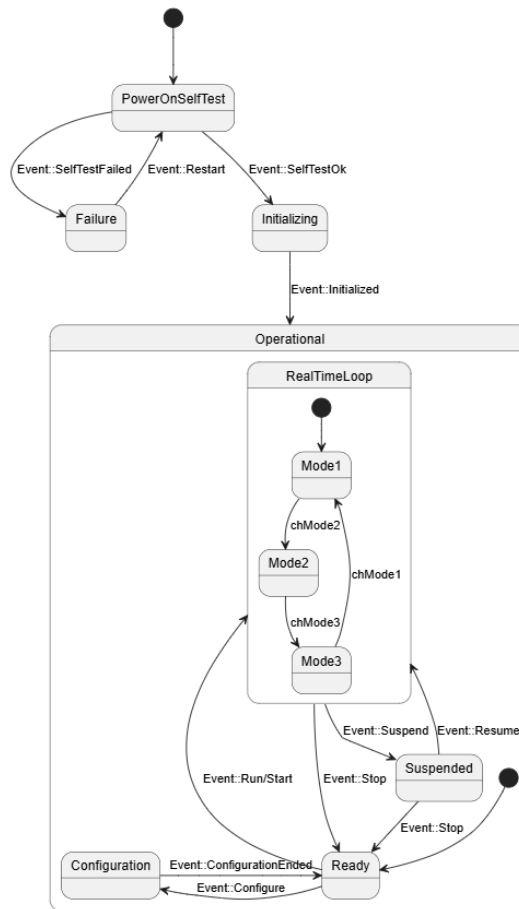 PowerOnSelfTest
Event::SelfTestFailed
Event::Restart
Event::SelfTestOk
Failure
Initializing
Event::Initialized
Operational
RealTimeLoop
Mode1
chMode2
Mode2
chMode1
chMode3
Mode3
Event::Suspend
Event::Resume
Event::Run/Start
Event::Stop
Suspended
Event::Stop
Configuration
Event::ConfigurationEnded
Ready
Event::Configure